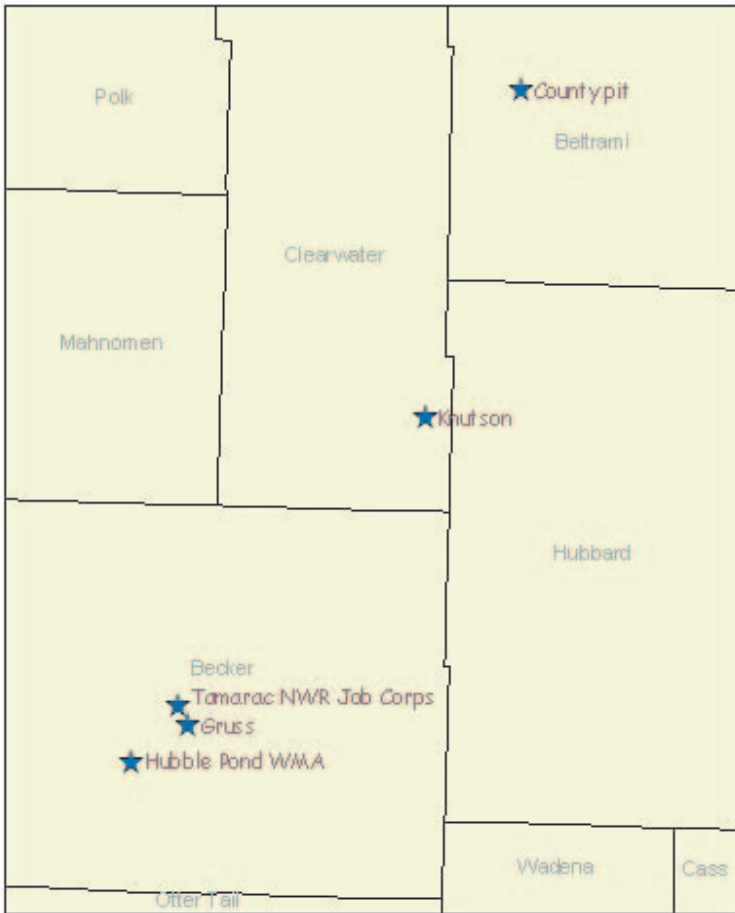 Polk
Countypit
Beltrami
Clearwater
Mahnomen
Knutson
Hubbard
Becker
Tamarac NWR Job Corps
Gruss
Hubble Pond WMA
Wadena
Cass
Otter Tail